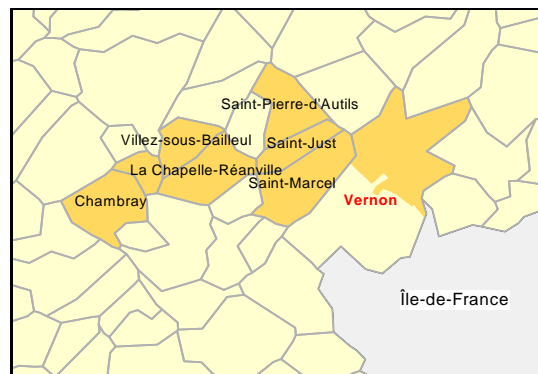 Saint-Pierre-d'Autils
Villez-sous-Bailleul
Saint-Just
La Chapelle-Réanville
Saint-Marcel
Chambray
Vernon
Île-de-France